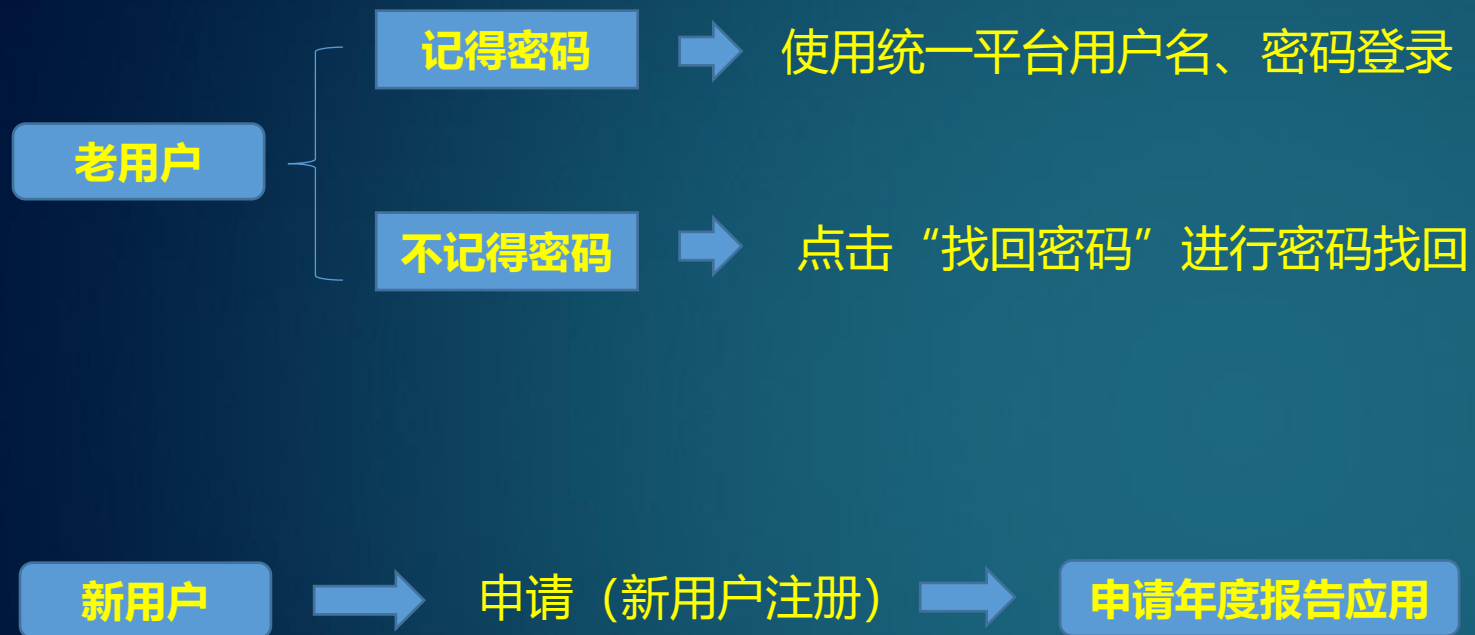 记得密码
使用统一平台用户名、密码登录
老用户
不记得密码
点击“找回密码”进行密码找回
新用户
申请（新用户注册）
申请年度报告应用